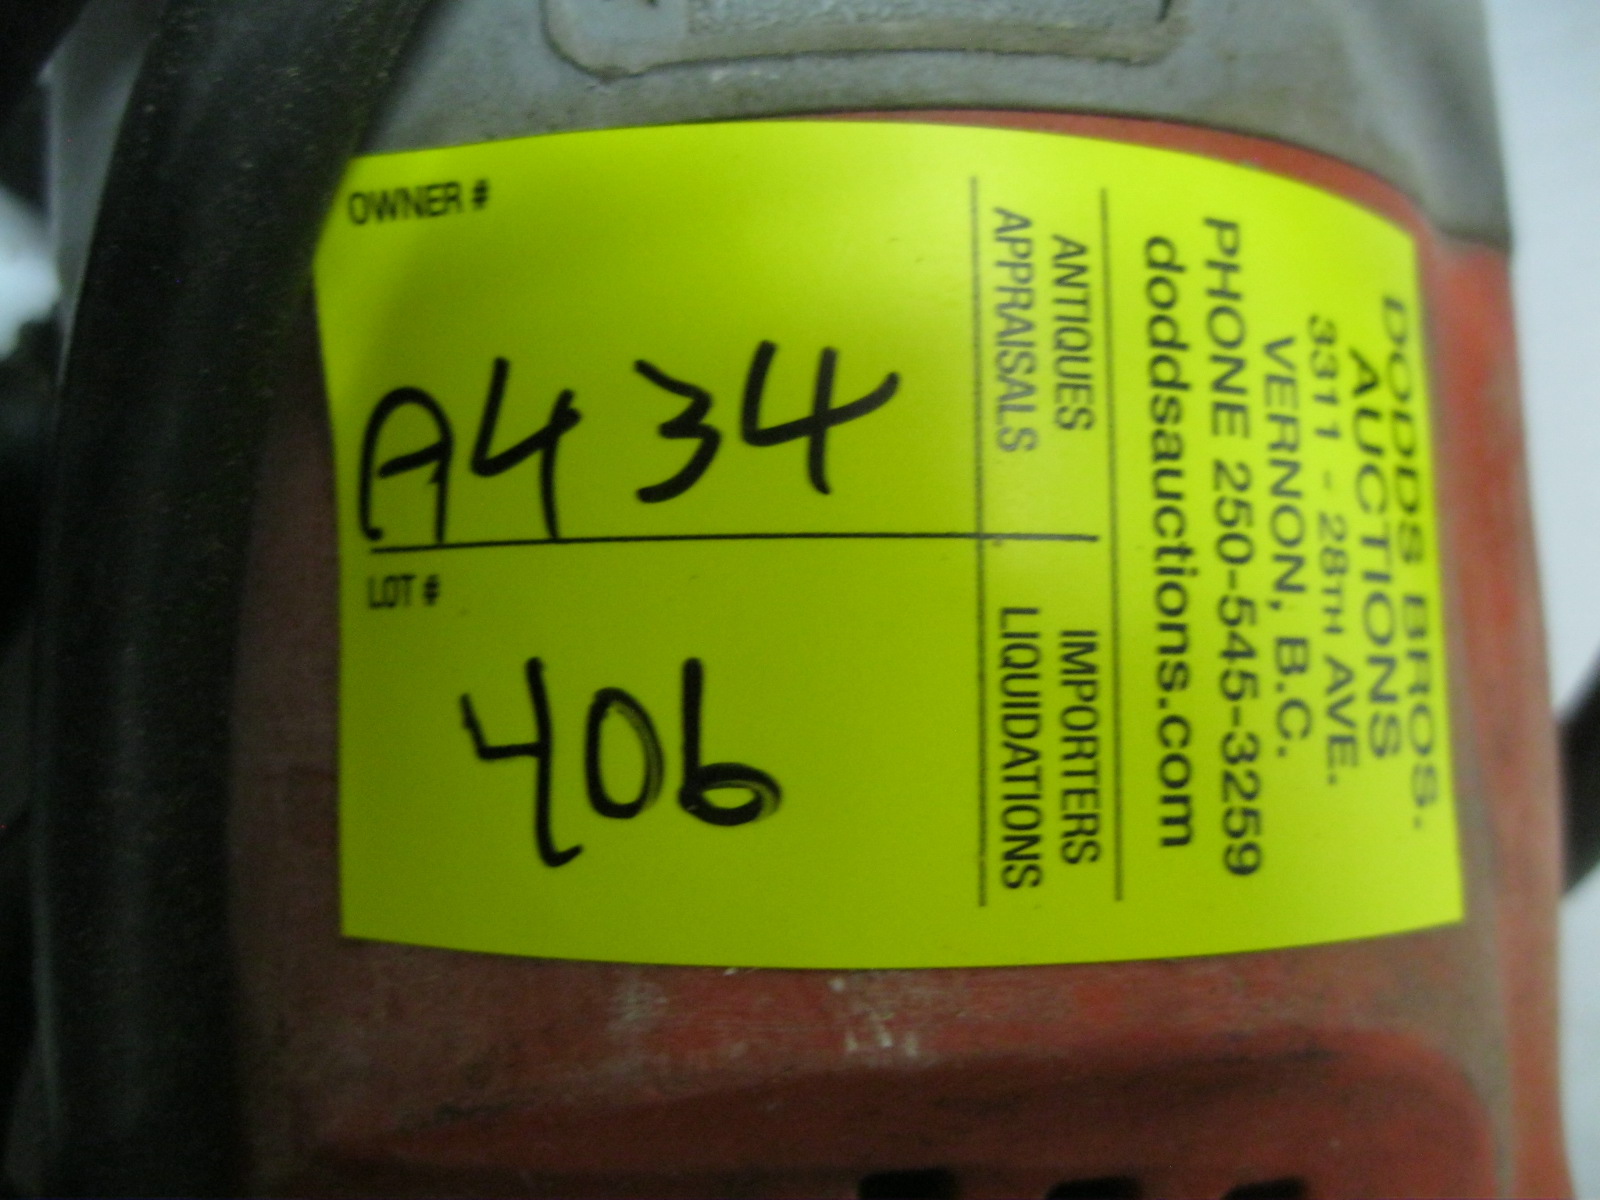 DODDS BROS.
AUCTIONS
3311 - 28TH AVE.
VERNON, B.C.
PHONE 250-545-3259
doddsauctions.com
ANTIQUES IMPORTERS
APPRAISALS LIQUIDATIONS
OWNER #
A434
LOT #
406